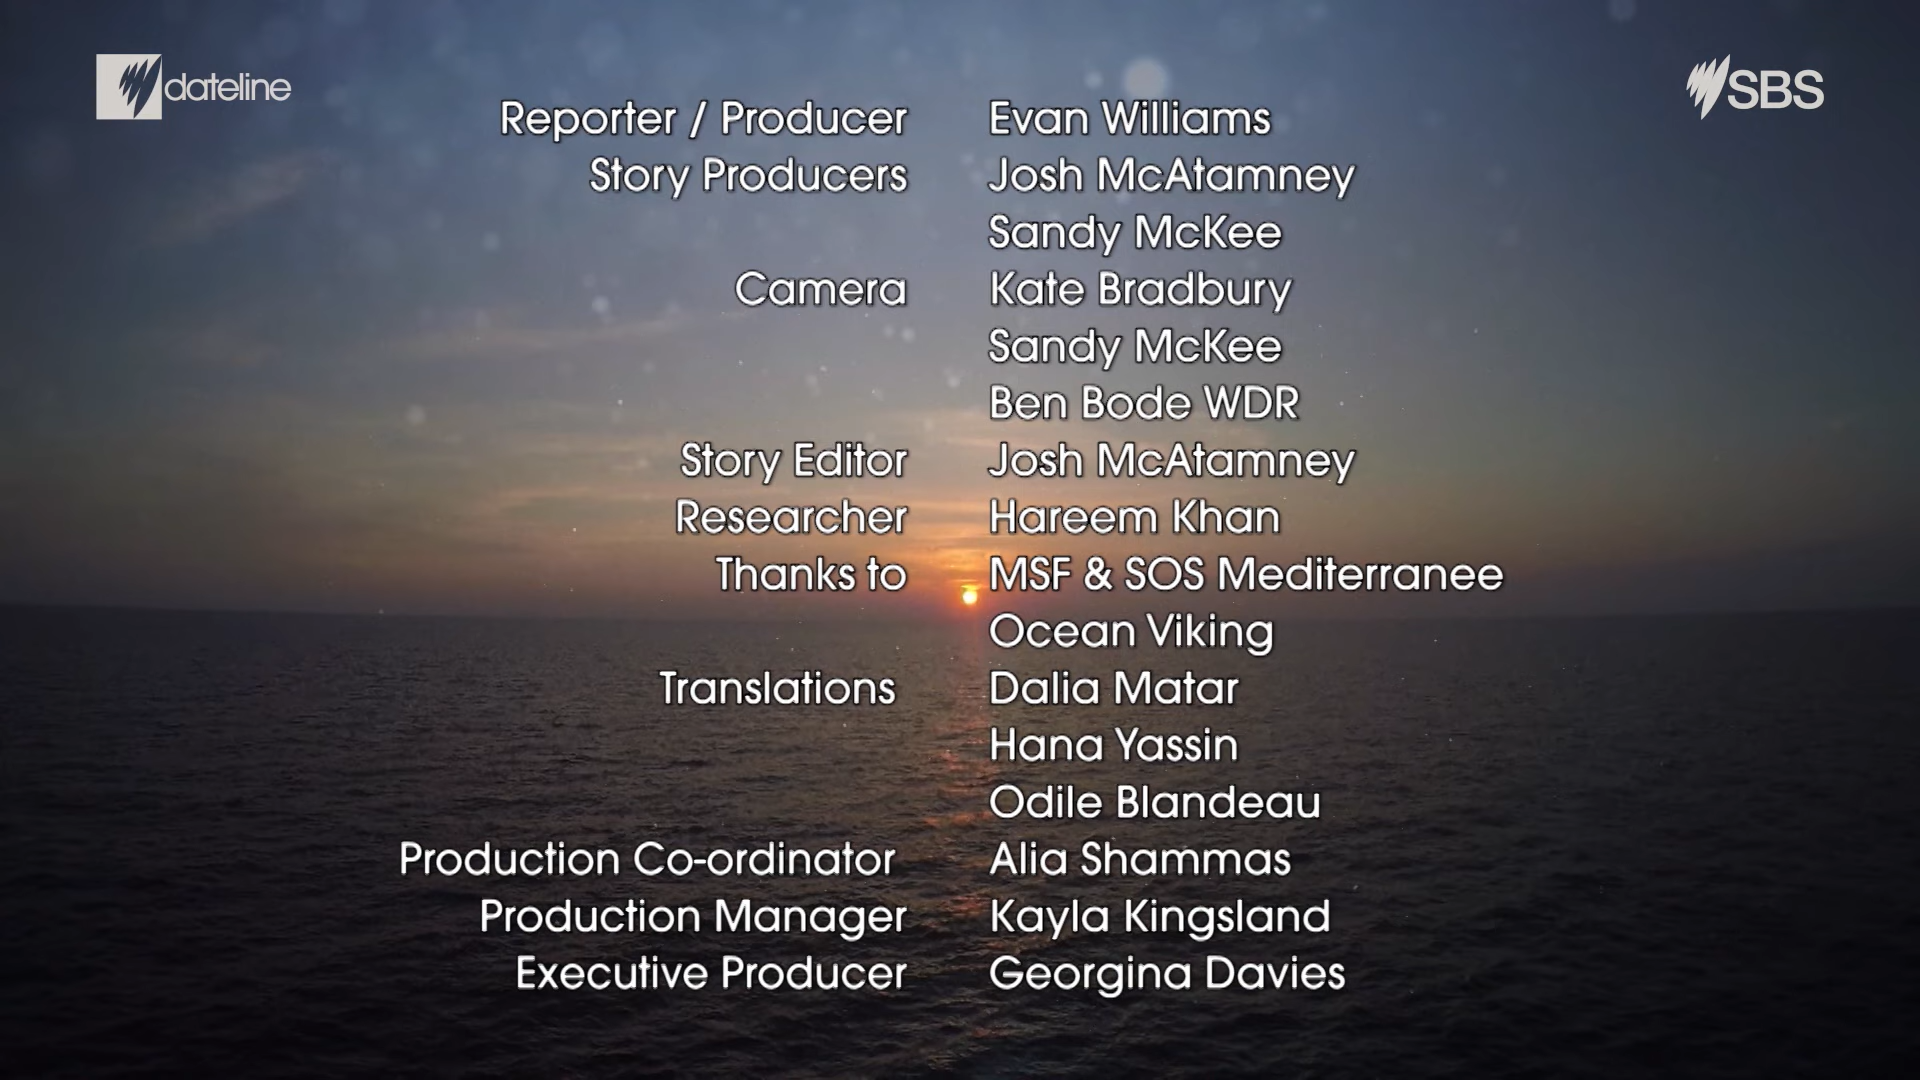 dateline
SBS
Reporter / Producer Evan Williams
Story Producers Josh McAtamney
Sandy McKee
Camera Kate Bradbury
Sandy McKee
Ben Bode WDR
Story Editor Josh McAtamney
Researcher Hareem Khan
Thanks to MSF & SOS Mediterranee
Ocean Viking
Translations Dalia Matar
Hana Yassin
Odile Blandeau
Production Co-ordinator Alia Shammas
Production Manager Kayla Kingsland
Executive Producer Georgina Davies